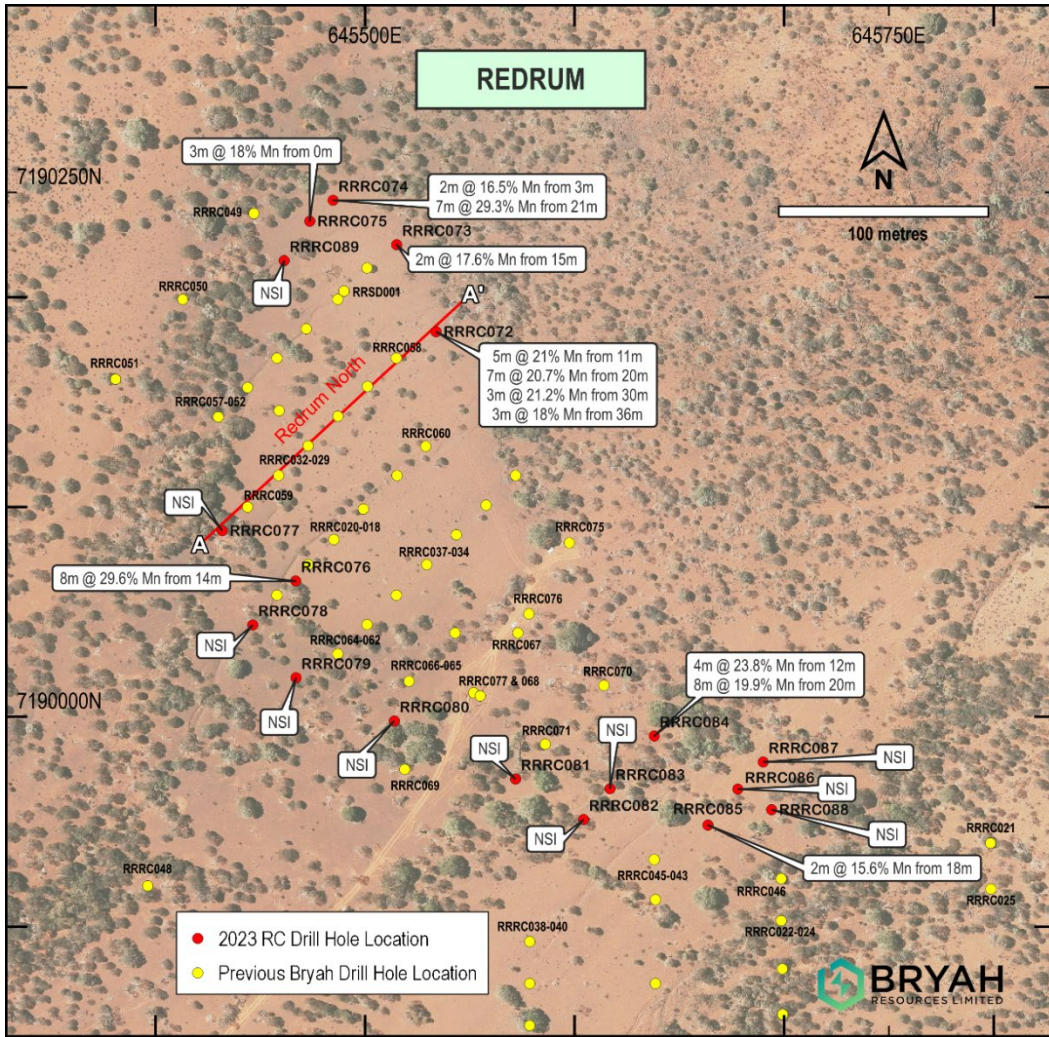 645500E
645750E
REDRUM
3m @ 18% Mn from 0m
7190250N
RRRC074
2m @ 16.5% Mn from 3m
7m @ 29.3% Mn from 21m
N
RRRC049
RRRC075
RRRC073
100 metres
RRRC089
2m @ 17.6% Mn from 15m
NSI
RRRC050
RRSD001
A'
RRRC072
RRRC058
5m @ 21% Mn from 11m
7m @ 20.7% Mn from 20m
3m @ 21.2% Mn from 30m
3m @ 18% Mn from 36m
RRRC051
Redrum North
RRRC057-052
RRRC060
RRRC032-029
NSI
RRRC059
RRRC077
A
RRRC020-018
RRRC037-034
RRRC075
8m @ 29.6% Mn from 14m
RRRC076
RRRC078
RRRC076
NSI
RRRC064-062
RRRC067
RRRC079
RRRC066-065
RRRC077 & 068
RRRC070
4m @ 23.8% Mn from 12m
8m @ 19.9% Mn from 20m
7190000N
NSI
RRRC080
RRRC084
NSI
RRRC071
NSI
NSI
RRRC087
NSI
RRRC081
RRRC083
RRRC086
NSI
RRRC069
RRRC082
RRRC085
RRRC088
NSI
NSI
RRRC021
2m @ 15.6% Mn from 18m
RRRC048
RRRC045-043
RRRC046
RRRC025
RRRC038-040
RRRC022-024
2023 RC Drill Hole Location
Previous Bryah Drill Hole Location
BRYAH
RESOURCES LIMITED